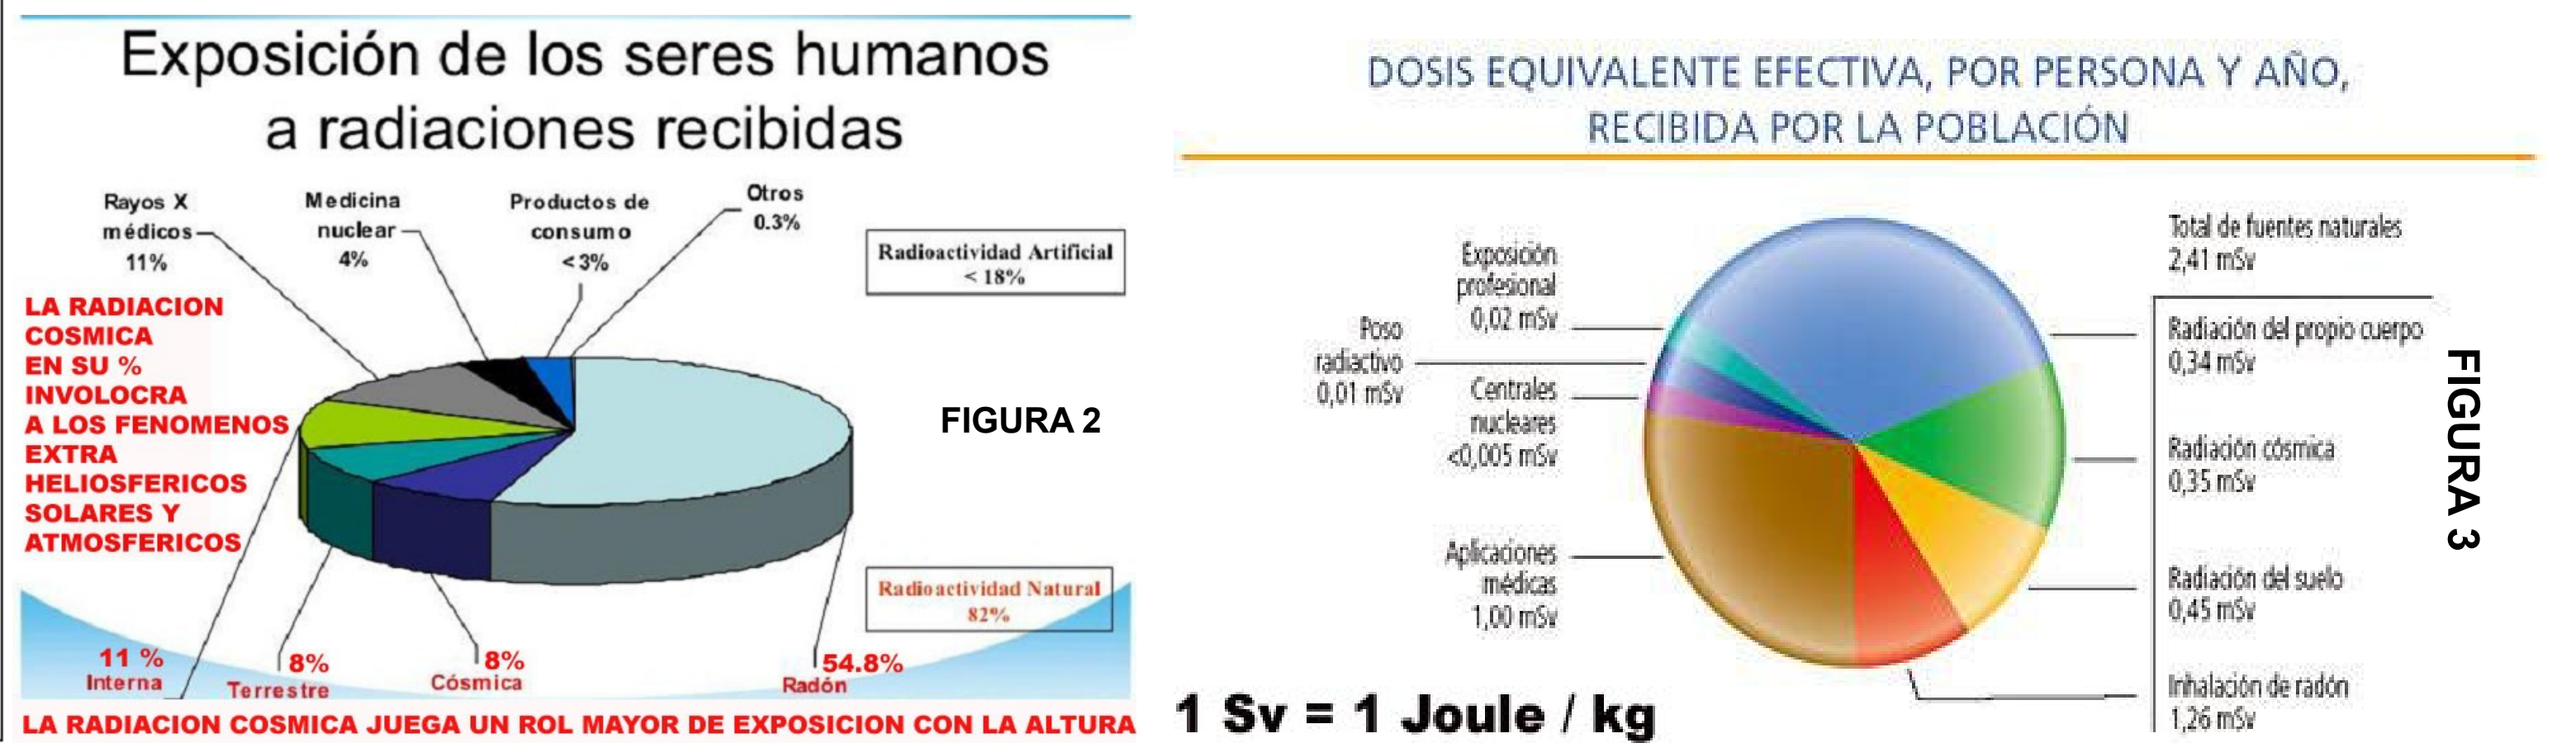 Exposición de los seres humanos
a radiaciones recibidas
Rayos X
médicos
11%
Medicina
nuclear
4%
Productos de
consumo
<3%
Otros
0.3%
Radioactividad Artificial
< 18%
LA RADIACION
COSMICA
EN SU %
INVOLOCRA
A LOS FENOMENOS
EXTRA
HELIOSFERICOS
SOLARES Y
ATMOSFERICOS
FIGURA 2
Radioactividad Natural
82%
11 %
Interna
8%
Terrestre
8%
Cósmica
54.8%
Radón
LA RADIACION COSMICA JUEGA UN ROL MAYOR DE EXPOSICION CON LA ALTURA
DOSIS EQUIVALENTE EFECTIVA, POR PERSONA Y AÑO,
RECIBIDA POR LA POBLACIÓN
Exposición
profesional
0,02 mSv
Poso
radiactivo
0,01 mSv
Centrales
nucleares
<0,005 mSv
Aplicaciones
médicas
1,00 mSv
Total de fuentes naturales
2,41 mSv
Radiación del propio cuerpo
0,34 mSv
Radiación cósmica
0,35 mSv
Radiación del suelo
0,45 mSv
Inhalación de radón
1,26 mSv
FIGURA 3
1 Sv = 1 Joule / kg